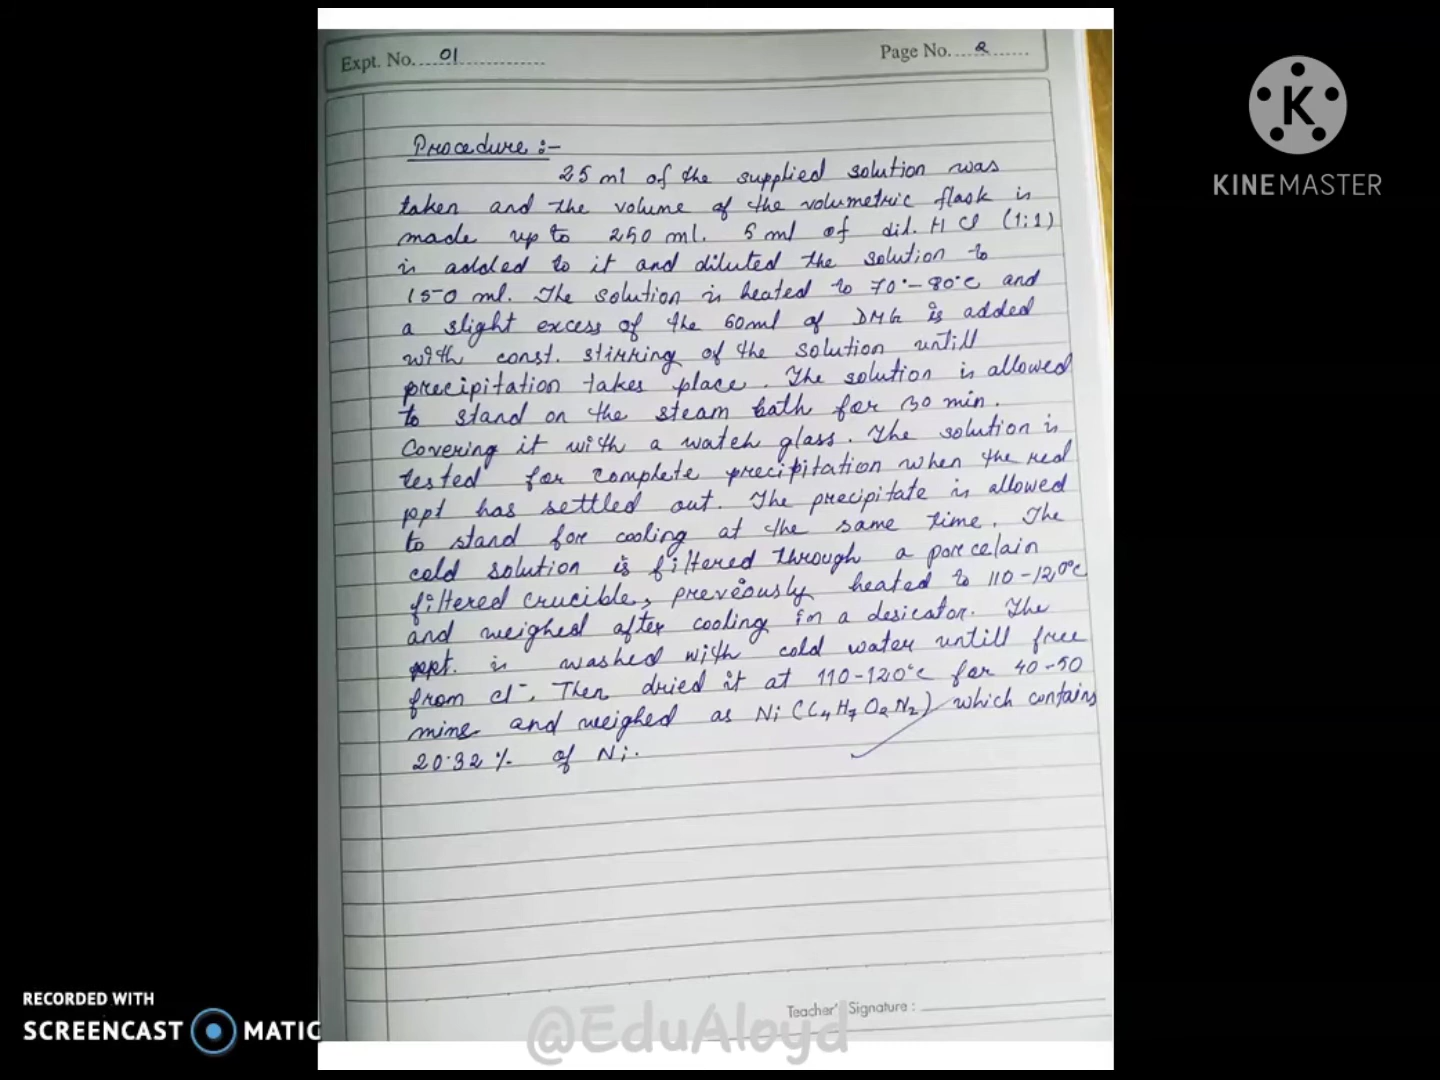 Expt. No. 01
Page No. 2
Procedure :-
25 ml of the supplied solution was
taken and the volume of the volumetric flask is
made up to 250 ml. 5 ml of dil. HCl (1:1)
is added to it and diluted the solution to
150 ml. The solution is heated to 70°-80°C and
a slight excess of the 60ml of DMG is added
with const. stirring of the solution untill
precipitation takes place. The solution is allowed
to stand on the steam bath for 30 min.
Covering it with a watch glass. The solution is
tested for complete precipitation when the red
ppt has settled out. The precipitate is allowed
to stand for cooling at the same time. The
cold solution is filtered through a porcelain
filtered crucible, previously heated to 110-120°C
and weighed after cooling in a desicator. The
ppt. is washed with cold water untill free
from Cl⁻. Then dried it at 110-120°C for 40-50
mins and weighed as Ni(C4H7O2N2) which contains
20.32% of Ni.
Teacher' Signature :
@EduAloyd
K
KINEMASTER
RECORDED WITH
SCREENCAST MATIC